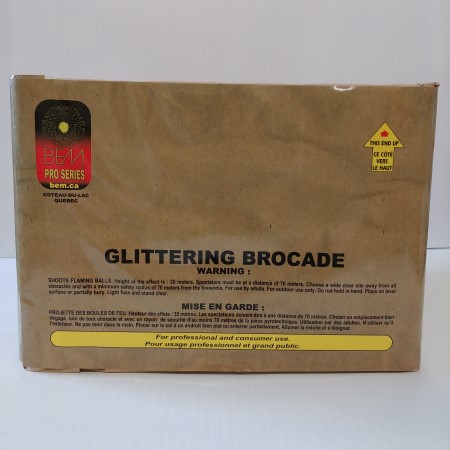 BEM
PRO SERIES
bem.ca
COTEAU-DU-LAC
QUÉBEC
THIS END UP
CE CÔTÉ
VERS
LE HAUT
GLITTERING BROCADE
WARNING :
SHOOTS FLAMING BALLS. Height of the effect is : 35 meters. Spectators must be at a distance of 70 meters. Choose a wide clear site away from all
obstacles and with a minimum safety radius of 70 meters from the fireworks. For use by adults. For outdoor use only. Do not hold in hand. Place on level
surface or partially bury. Light fuse and stand clear.
MISE EN GARDE :
PROJETTE DES BOULES DE FEU. Hauteur des effets : 35 mètres. Les spectateurs doivent être à une distance de 70 mètres. Choisir un emplacement bien
dégagé, loin de tout obstacle et avec un rayon de sécurité d'au moins 70 mètres de la pièce pyrotechnique. Utilisation par des adultes. N'utiliser qu'à
l'extérieur. Ne pas tenir dans la main. Placer sur le sol à un endroit bien plat ou enterrer partiellement. Allumer la mèche et s'éloigner.
For professional and consumer use.
Pour usage professionnel et grand public.